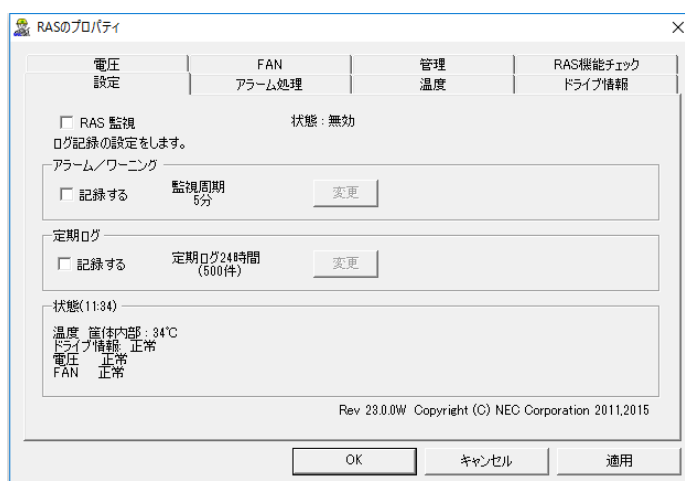 RASのプロパティ
電圧 FAN 管理 RAS機能チェック
設定 アラーム処理 温度 ドライブ情報
RAS 監視 状態 : 無効
ログ記録の設定をします。
アラーム／ワーニング
記録する 監視周期 変更
5分
定期ログ
記録する 定期ログ24時間 変更
(500件)
状態(11:34)
温度 筐体内部 : 34℃
ドライブ情報: 正常
電圧 正常
FAN 正常
Rev 23.0.0W Copyright (C) NEC Corporation 2011,2015
OK キャンセル 適用